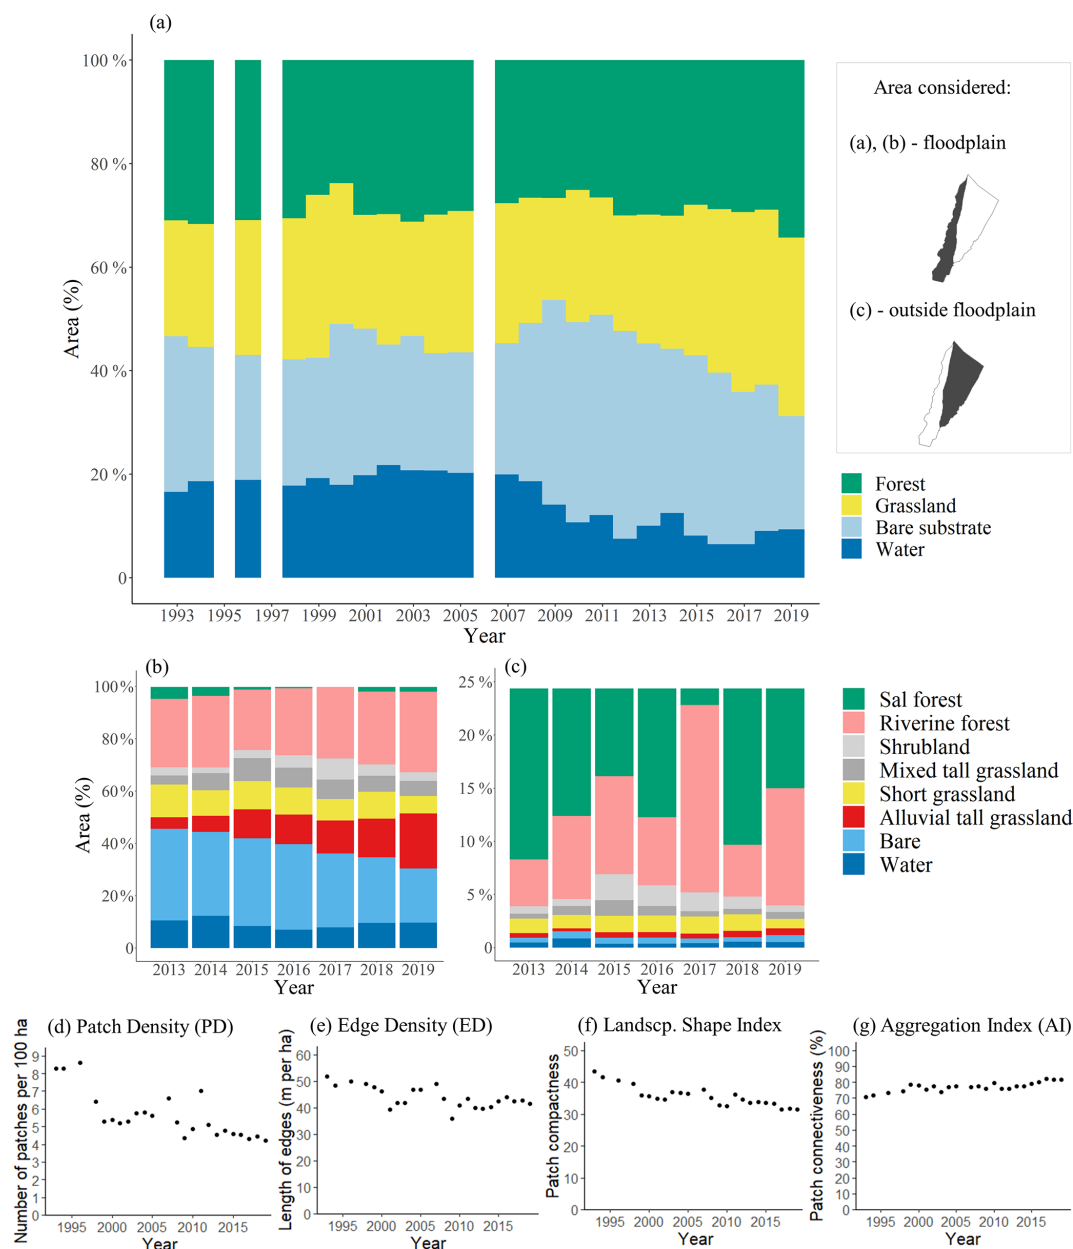 (a)
100 %
80 %
60 %
40 %
20 %
0
Area (%)
1993 1995 1997 1999 2001 2003 2005 2007 2009 2011 2013 2015 2017 2019
Year
Area considered:
(a), (b) - floodplain
(c) - outside floodplain
Forest
Grassland
Bare substrate
Water
(b)
100 %
80 %
60 %
40 %
20 %
0
Area (%)
2013 2014 2015 2016 2017 2018 2019
Year
(c)
25 %
20 %
15 %
10 %
5 %
0
2013 2014 2015 2016 2017 2018 2019
Year
Sal forest
Riverine forest
Shrubland
Mixed tall grassland
Short grassland
Alluvial tall grassland
Bare
Water
(d) Patch Density (PD)
Number of patches per 100 ha
9
8
7
6
5
4
3
2
1
0
1995 2000 2005 2010 2015
Year
(e) Edge Density (ED)
Length of edges (m per ha)
60
50
40
30
20
10
0
1995 2000 2005 2010 2015
Year
(f) Landscp. Shape Index
Patch compactness
50
40
30
20
10
0
1995 2000 2005 2010 2015
Year
(g) Aggregation Index (AI)
Patch connectiveness (%)
100
90
80
70
60
50
40
30
20
10
0
1995 2000 2005 2010 2015
Year